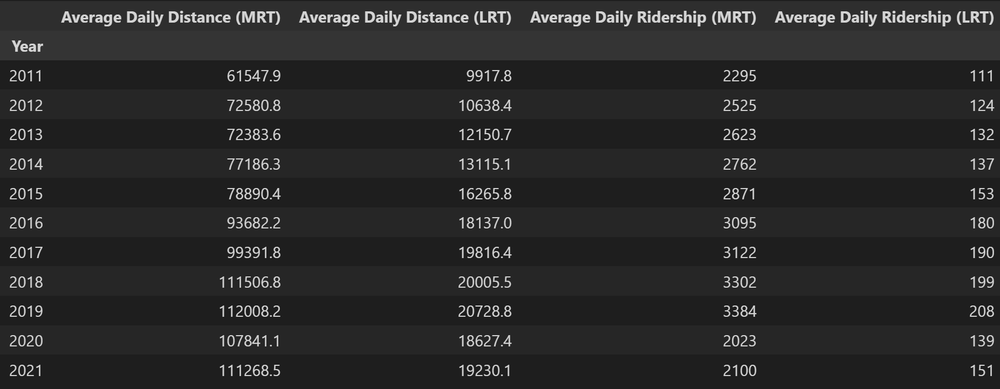 Average Daily Distance (MRT) Average Daily Distance (LRT) Average Daily Ridership (MRT) Average Daily Ridership (LRT)
Year
2011 61547.9 9917.8 2295 111
2012 72580.8 10638.4 2525 124
2013 72383.6 12150.7 2623 132
2014 77186.3 13115.1 2762 137
2015 78890.4 16265.8 2871 153
2016 93682.2 18137.0 3095 180
2017 99391.8 19816.4 3122 190
2018 111506.8 20005.5 3302 199
2019 112008.2 20728.8 3384 208
2020 107841.1 18627.4 2023 139
2021 111268.5 19230.1 2100 151